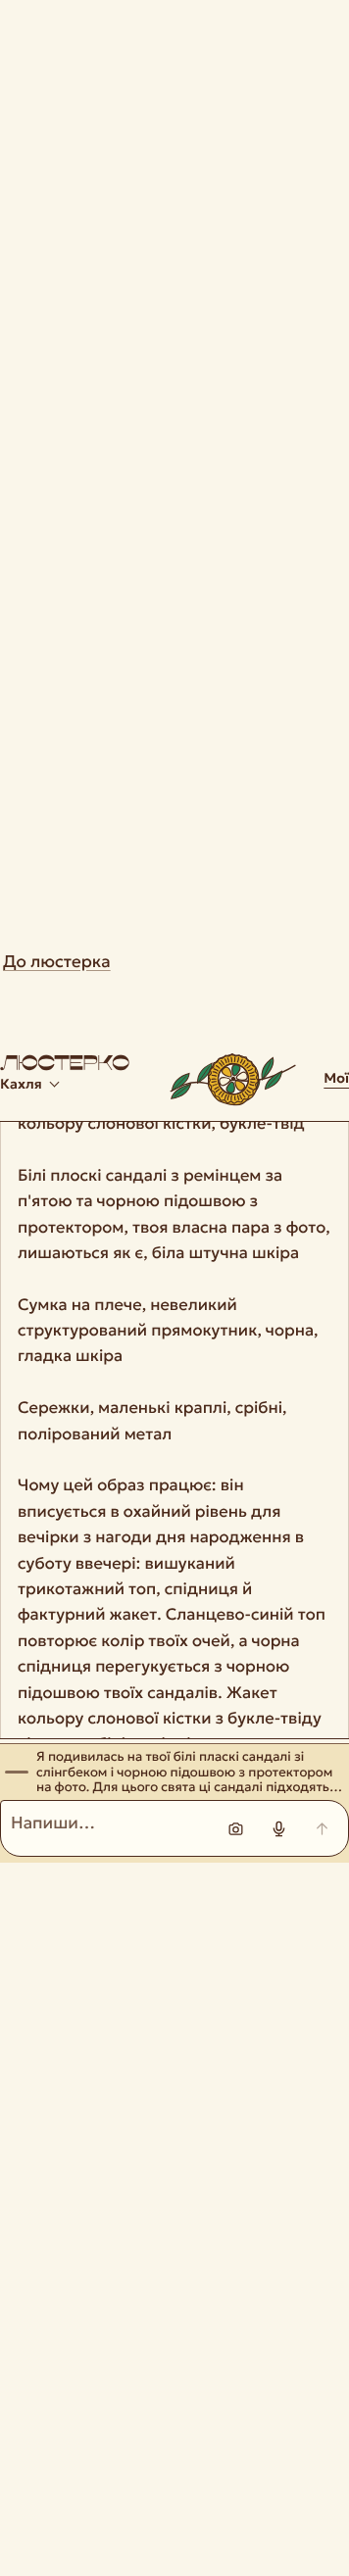 До люстерка
ЛЮСТЕРКО
Кахля
Мої
кольору слонової кістки, букле-твід
Білі плоскі сандалі з ремінцем за
п'ятою та чорною підошвою з
протектором, твоя власна пара з фото,
лишаються як є, біла штучна шкіра
Сумка на плече, невеликий
структурований прямокутник, чорна,
гладка шкіра
Сережки, маленькі краплі, срібні,
полірований метал
Чому цей образ працює: він
вписується в охайний рівень для
вечірки з нагоди дня народження в
суботу ввечері: вишуканий
трикотажний топ, спідниця й
фактурний жакет. Сланцево-синій топ
повторює колір твоїх очей, а чорна
спідниця перегукується з чорною
підошвою твоїх сандалів. Жакет
кольору слонової кістки з букле-твіду
Я подивилась на твої білі пласкі сандалі зі
слінгбеком і чорною підошвою з протектором
на фото. Для цього свята ці сандалі підходять…
Напиши…